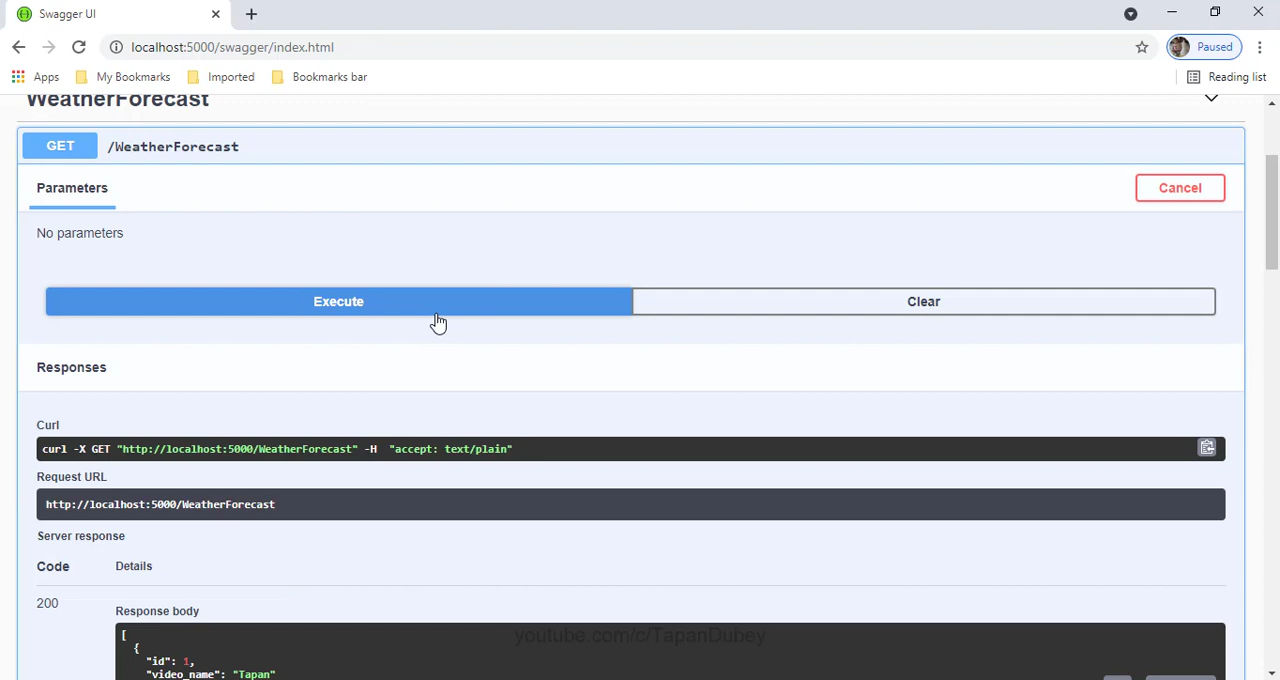 Swagger UI
localhost:5000/swagger/index.html
Paused
Apps
My Bookmarks
Imported
Bookmarks bar
Reading list
WeatherForecast
GET /WeatherForecast
Parameters
Cancel
No parameters
Execute
Clear
Responses
Curl
curl -X GET "http://localhost:5000/WeatherForecast" -H "accept: text/plain"
Request URL
http://localhost:5000/WeatherForecast
Server response
Code Details
200
Response body
[
{
"id": 1,
"video_name": "Tapan"
youtube.com/c/TapanDubey